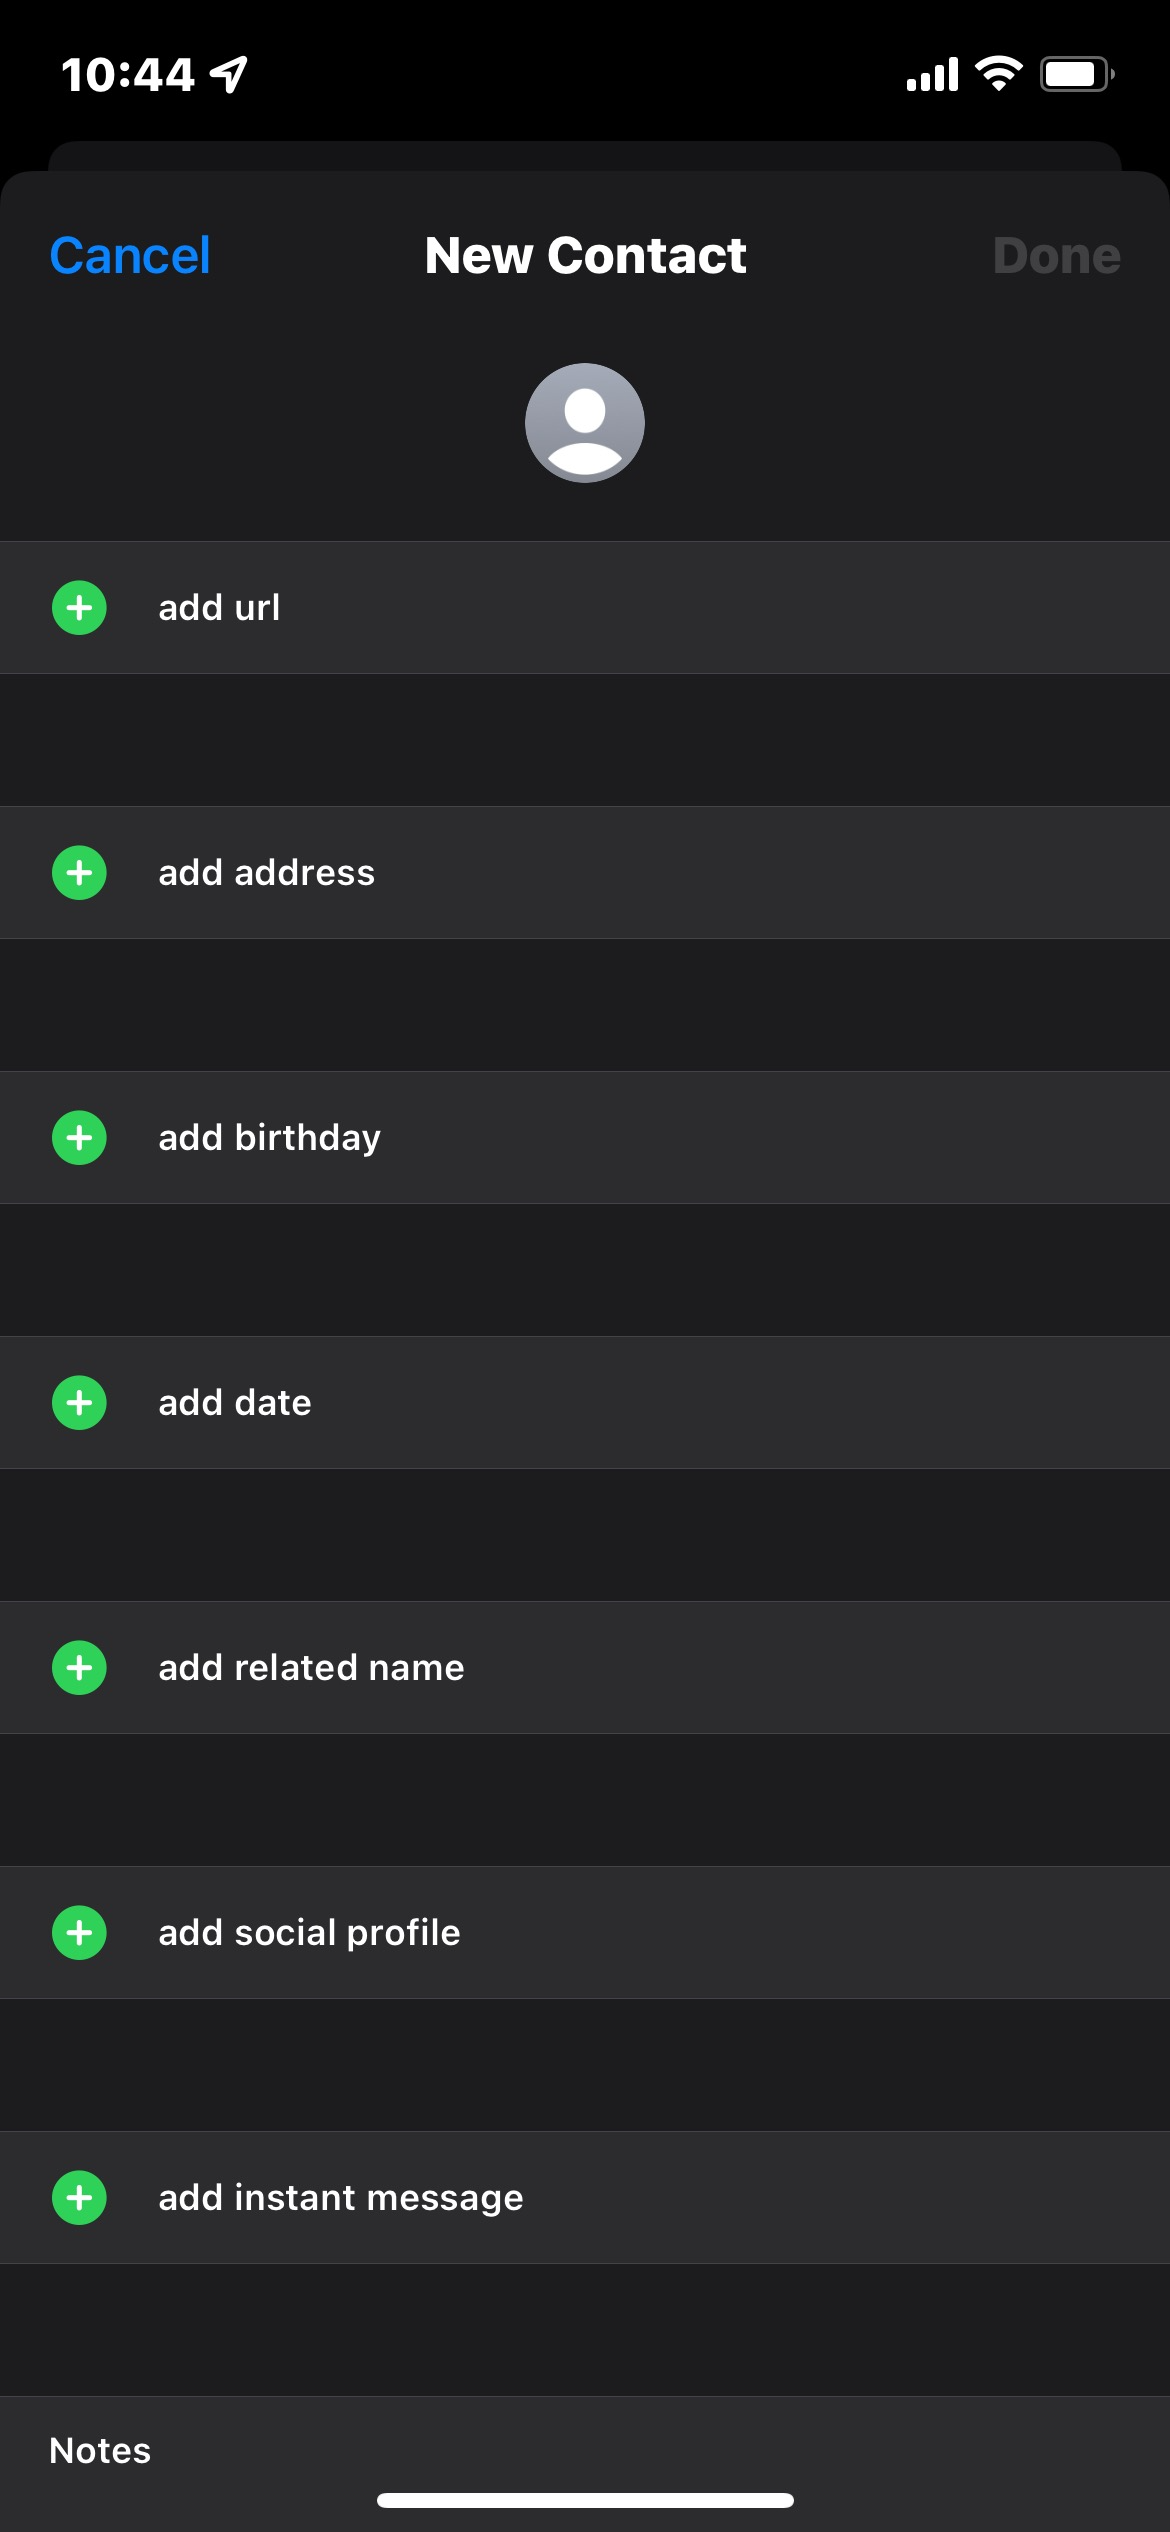 10:44
Cancel New Contact Done
add url
add address
add birthday
add date
add related name
add social profile
add instant message
Notes